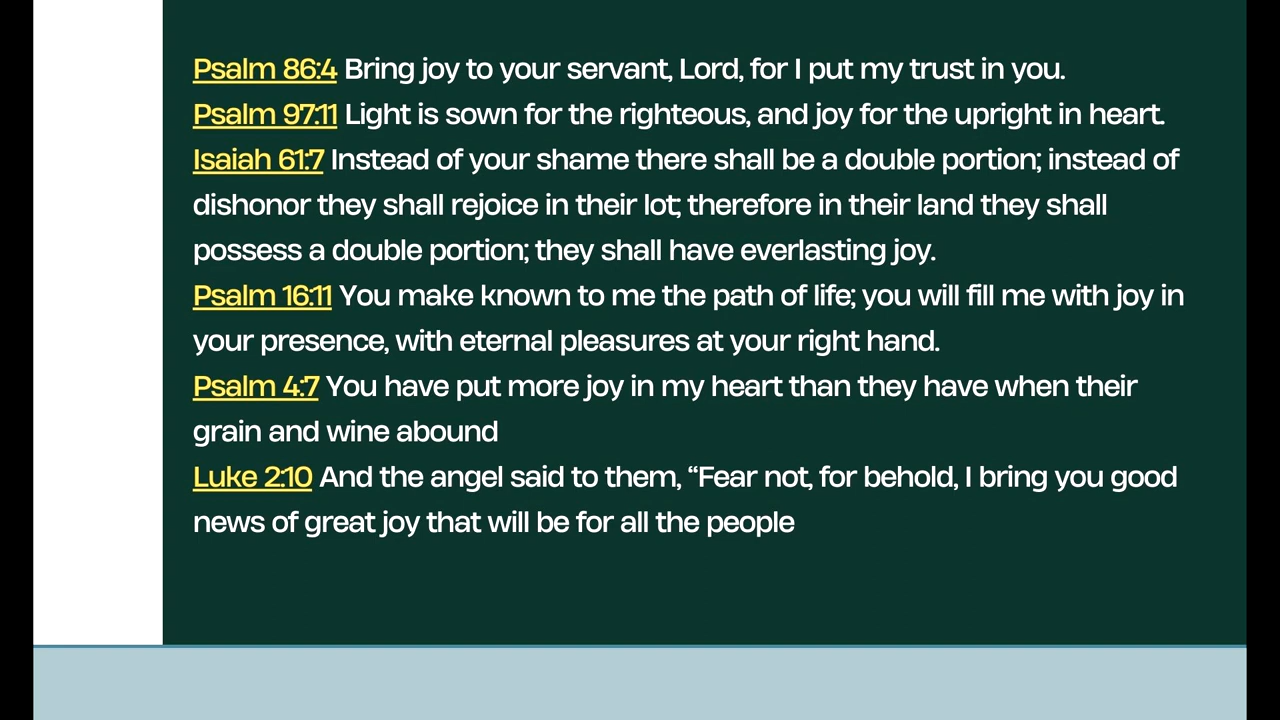 Psalm 86:4 Bring joy to your servant, Lord, for I put my trust in you.
Psalm 97:11 Light is sown for the righteous, and joy for the upright in heart.
Isaiah 61:7 Instead of your shame there shall be a double portion; instead of
dishonor they shall rejoice in their lot; therefore in their land they shall
possess a double portion; they shall have everlasting joy.
Psalm 16:11 You make known to me the path of life; you will fill me with joy in
your presence, with eternal pleasures at your right hand.
Psalm 4:7 You have put more joy in my heart than they have when their
grain and wine abound
Luke 2:10 And the angel said to them, “Fear not, for behold, I bring you good
news of great joy that will be for all the people